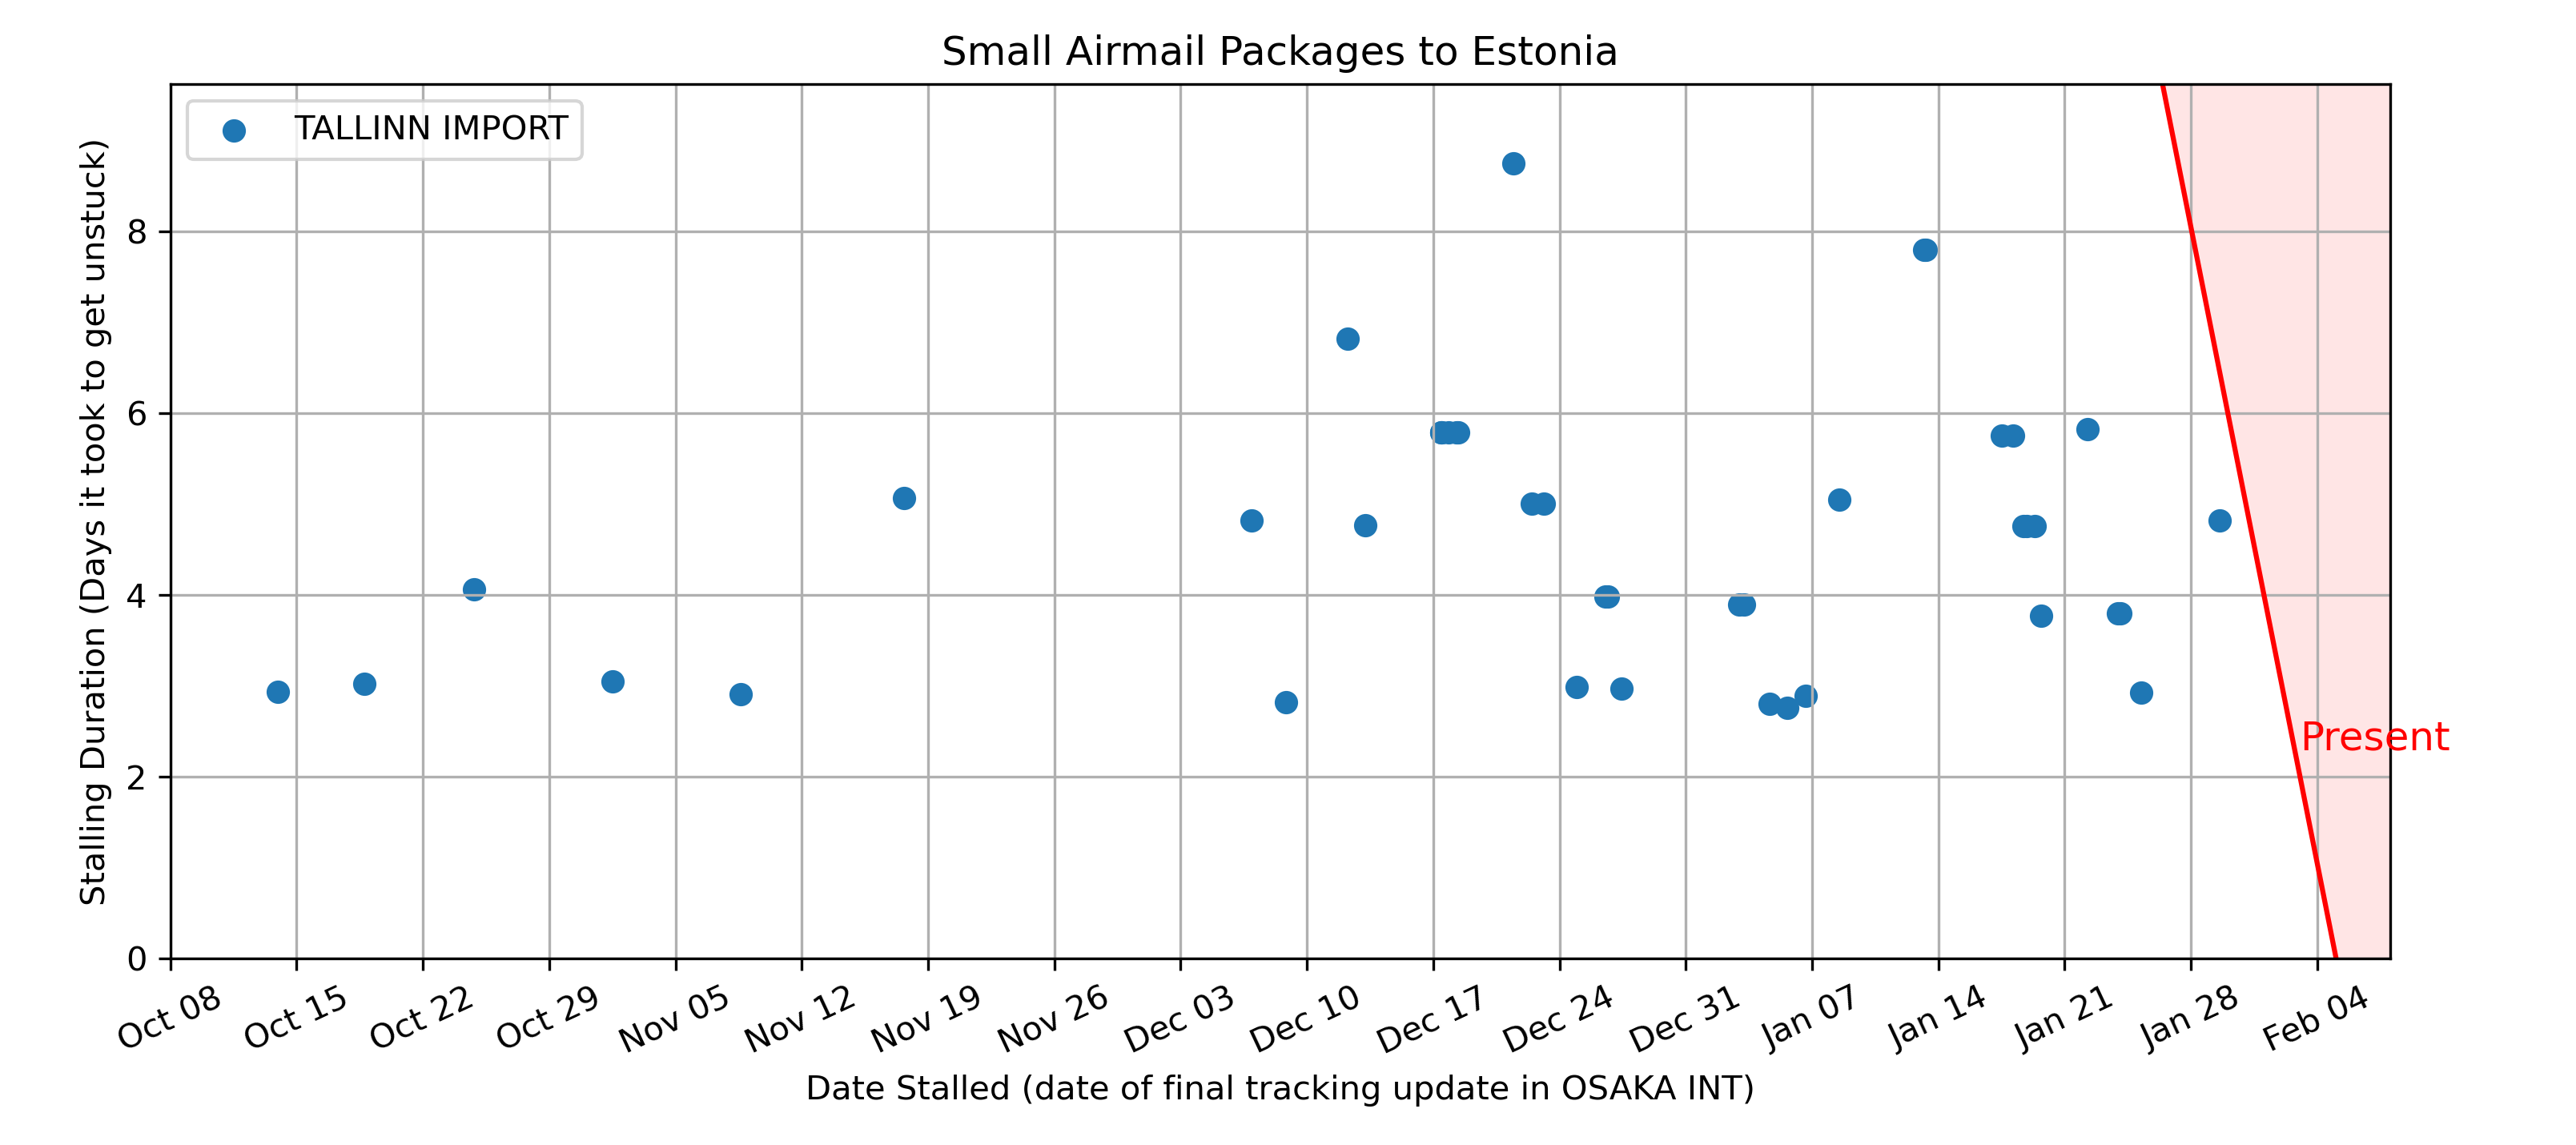 Small Airmail Packages to Estonia
TALLINN IMPORT
Stalling Duration (Days it took to get unstuck)
8
6
4
2
0
Present
Oct 08
Oct 15
Oct 22
Oct 29
Nov 05
Nov 12
Nov 19
Nov 26
Dec 03
Dec 10
Dec 17
Dec 24
Dec 31
Jan 07
Jan 14
Jan 21
Jan 28
Feb 04
Date Stalled (date of final tracking update in OSAKA INT)